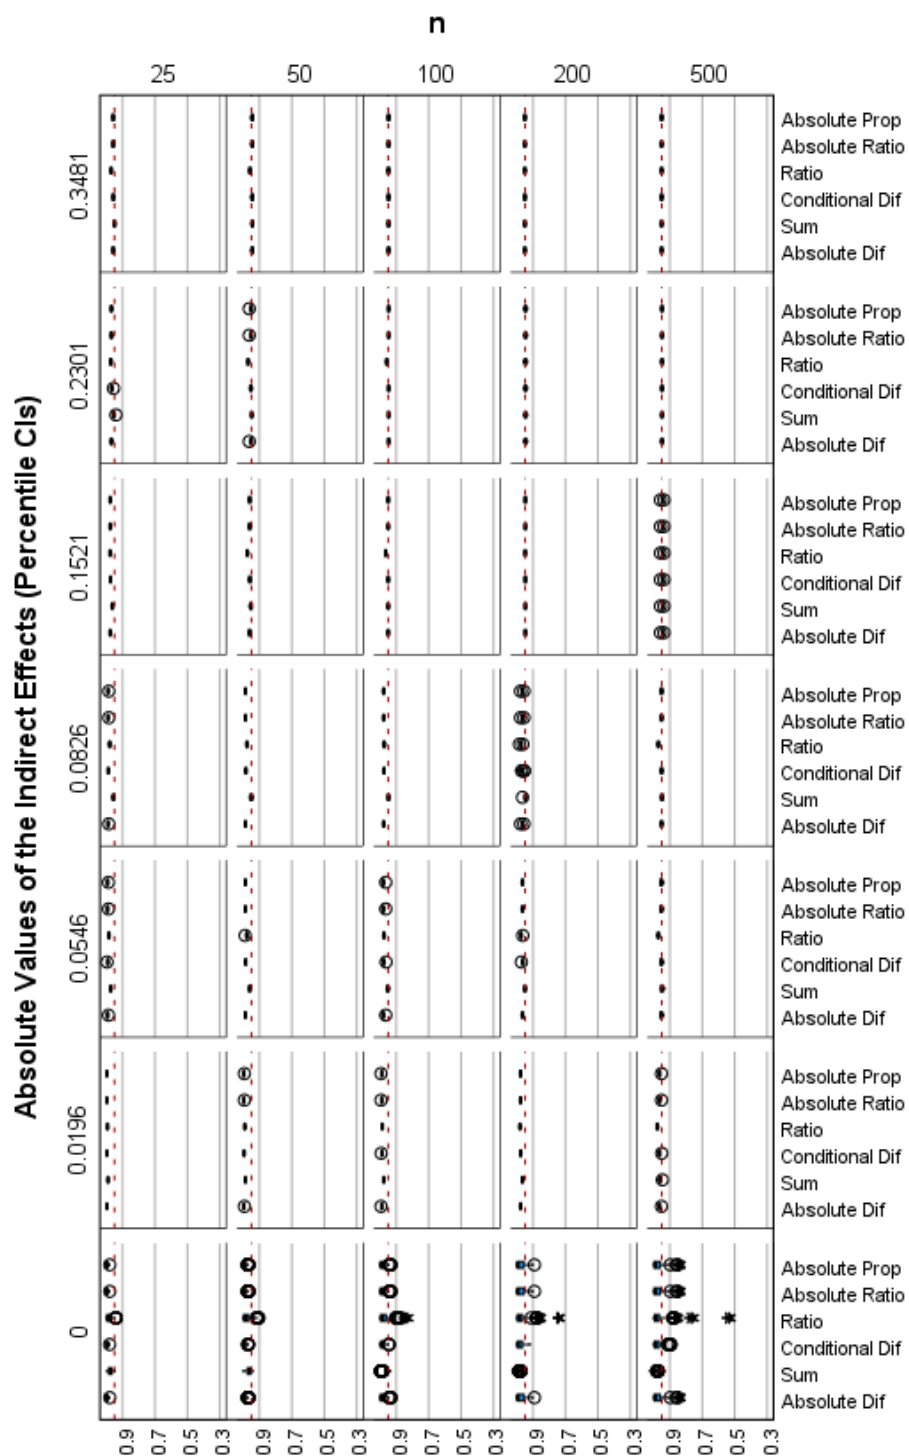 n
25 50 100 200 500
Absolute Values of the Indirect Effects (Percentile CIs)
0.3481
Absolute Prop
Absolute Ratio
Ratio
Conditional Dif
Sum
Absolute Dif
0.2301
Absolute Prop
Absolute Ratio
Ratio
Conditional Dif
Sum
Absolute Dif
0.1521
Absolute Prop
Absolute Ratio
Ratio
Conditional Dif
Sum
Absolute Dif
0.0826
Absolute Prop
Absolute Ratio
Ratio
Conditional Dif
Sum
Absolute Dif
0.0546
Absolute Prop
Absolute Ratio
Ratio
Conditional Dif
Sum
Absolute Dif
0.0196
Absolute Prop
Absolute Ratio
Ratio
Conditional Dif
Sum
Absolute Dif
0
Absolute Prop
Absolute Ratio
Ratio
Conditional Dif
Sum
Absolute Dif
0.9 0.7 0.5 0.3 0.9 0.7 0.5 0.3 0.9 0.7 0.5 0.3 0.9 0.7 0.5 0.3 0.9 0.7 0.5 0.3